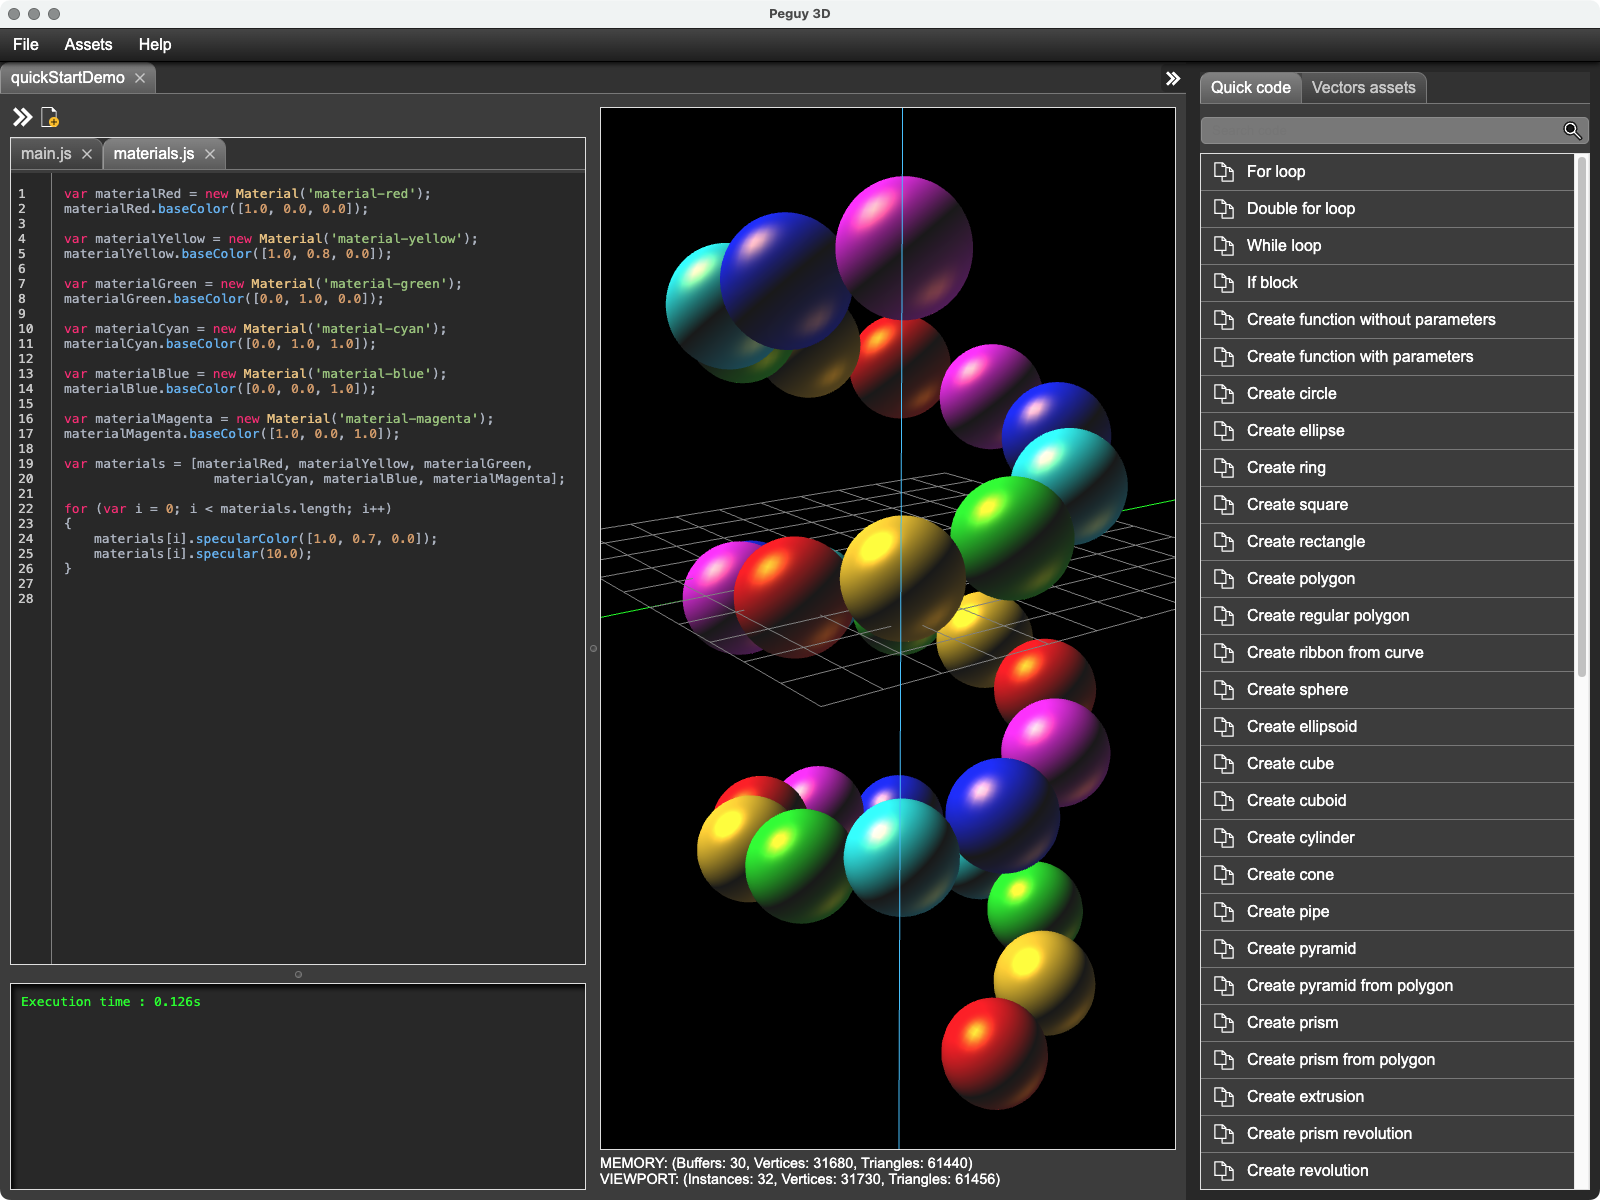 Peguy 3D
File Assets Help
quickStartDemo
main.js materials.js
1 var materialRed = new Material('material-red');
2 materialRed.baseColor([1.0, 0.0, 0.0]);
3
4 var materialYellow = new Material('material-yellow');
5 materialYellow.baseColor([1.0, 0.8, 0.0]);
6
7 var materialGreen = new Material('material-green');
8 materialGreen.baseColor([0.0, 1.0, 0.0]);
9
10 var materialCyan = new Material('material-cyan');
11 materialCyan.baseColor([0.0, 1.0, 1.0]);
12
13 var materialBlue = new Material('material-blue');
14 materialBlue.baseColor([0.0, 0.0, 1.0]);
15
16 var materialMagenta = new Material('material-magenta');
17 materialMagenta.baseColor([1.0, 0.0, 1.0]);
18
19 var materials = [materialRed, materialYellow, materialGreen,
20 materialCyan, materialBlue, materialMagenta];
21
22 for (var i = 0; i < materials.length; i++)
23 {
24 materials[i].specularColor([1.0, 0.7, 0.0]);
25 materials[i].specular(10.0);
26 }
27
28
Execution time : 0.126s
MEMORY: (Buffers: 30, Vertices: 31680, Triangles: 61440)
VIEWPORT: (Instances: 32, Vertices: 31730, Triangles: 61456)
Quick code Vectors assets
For loop
Double for loop
While loop
If block
Create function without parameters
Create function with parameters
Create circle
Create ellipse
Create ring
Create square
Create rectangle
Create polygon
Create regular polygon
Create ribbon from curve
Create sphere
Create ellipsoid
Create cube
Create cuboid
Create cylinder
Create cone
Create pipe
Create pyramid
Create pyramid from polygon
Create prism
Create prism from polygon
Create extrusion
Create prism revolution
Create revolution